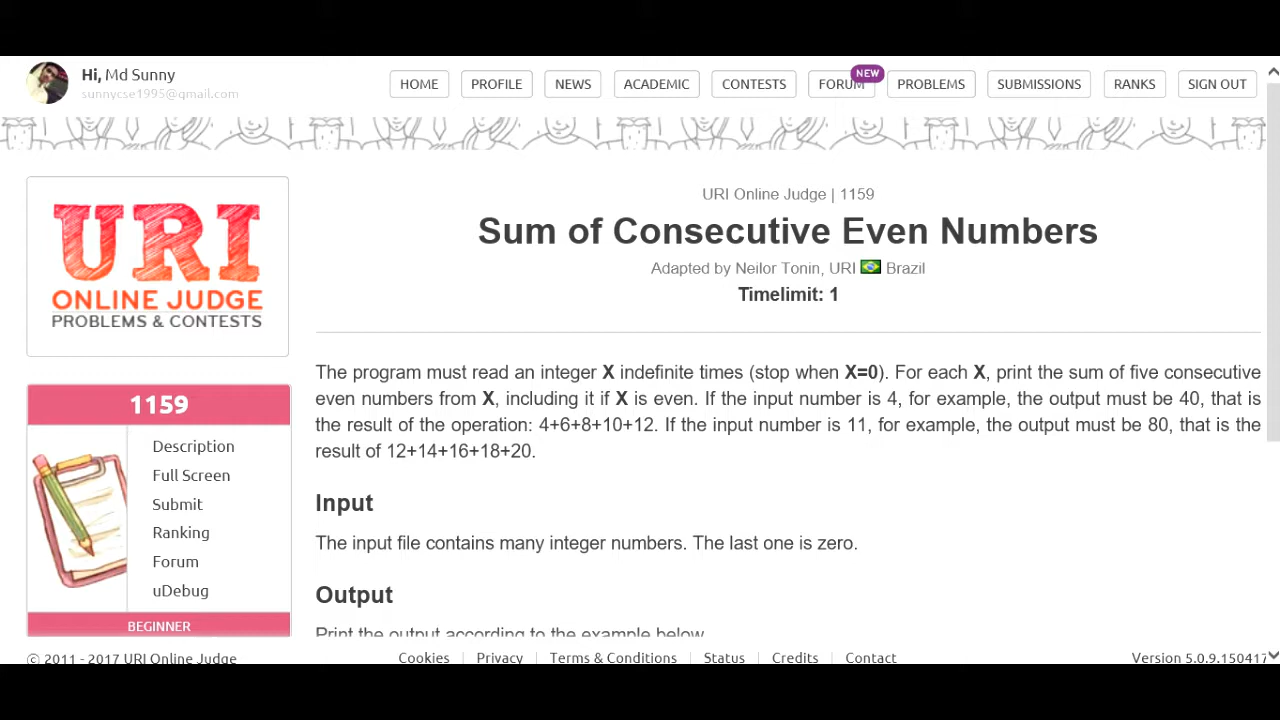 Hi, Md Sunny
sunnycse1995@gmail.com
HOME
PROFILE
NEWS
ACADEMIC
CONTESTS
FORUM
NEW
PROBLEMS
SUBMISSIONS
RANKS
SIGN OUT
URI
ONLINE JUDGE
PROBLEMS & CONTESTS
1159
Description
Full Screen
Submit
Ranking
Forum
uDebug
BEGINNER
URI Online Judge | 1159
Sum of Consecutive Even Numbers
Adapted by Neilor Tonin, URI Brazil
Timelimit: 1
The program must read an integer X indefinite times (stop when X=0). For each X, print the sum of five consecutive
even numbers from X, including it if X is even. If the input number is 4, for example, the output must be 40, that is
the result of the operation: 4+6+8+10+12. If the input number is 11, for example, the output must be 80, that is the
result of 12+14+16+18+20.
Input
The input file contains many integer numbers. The last one is zero.
Output
Print the output according to the example below.
© 2011 - 2017 URI Online Judge
Cookies
Privacy
Terms & Conditions
Status
Credits
Contact
Version 5.0.9.150417